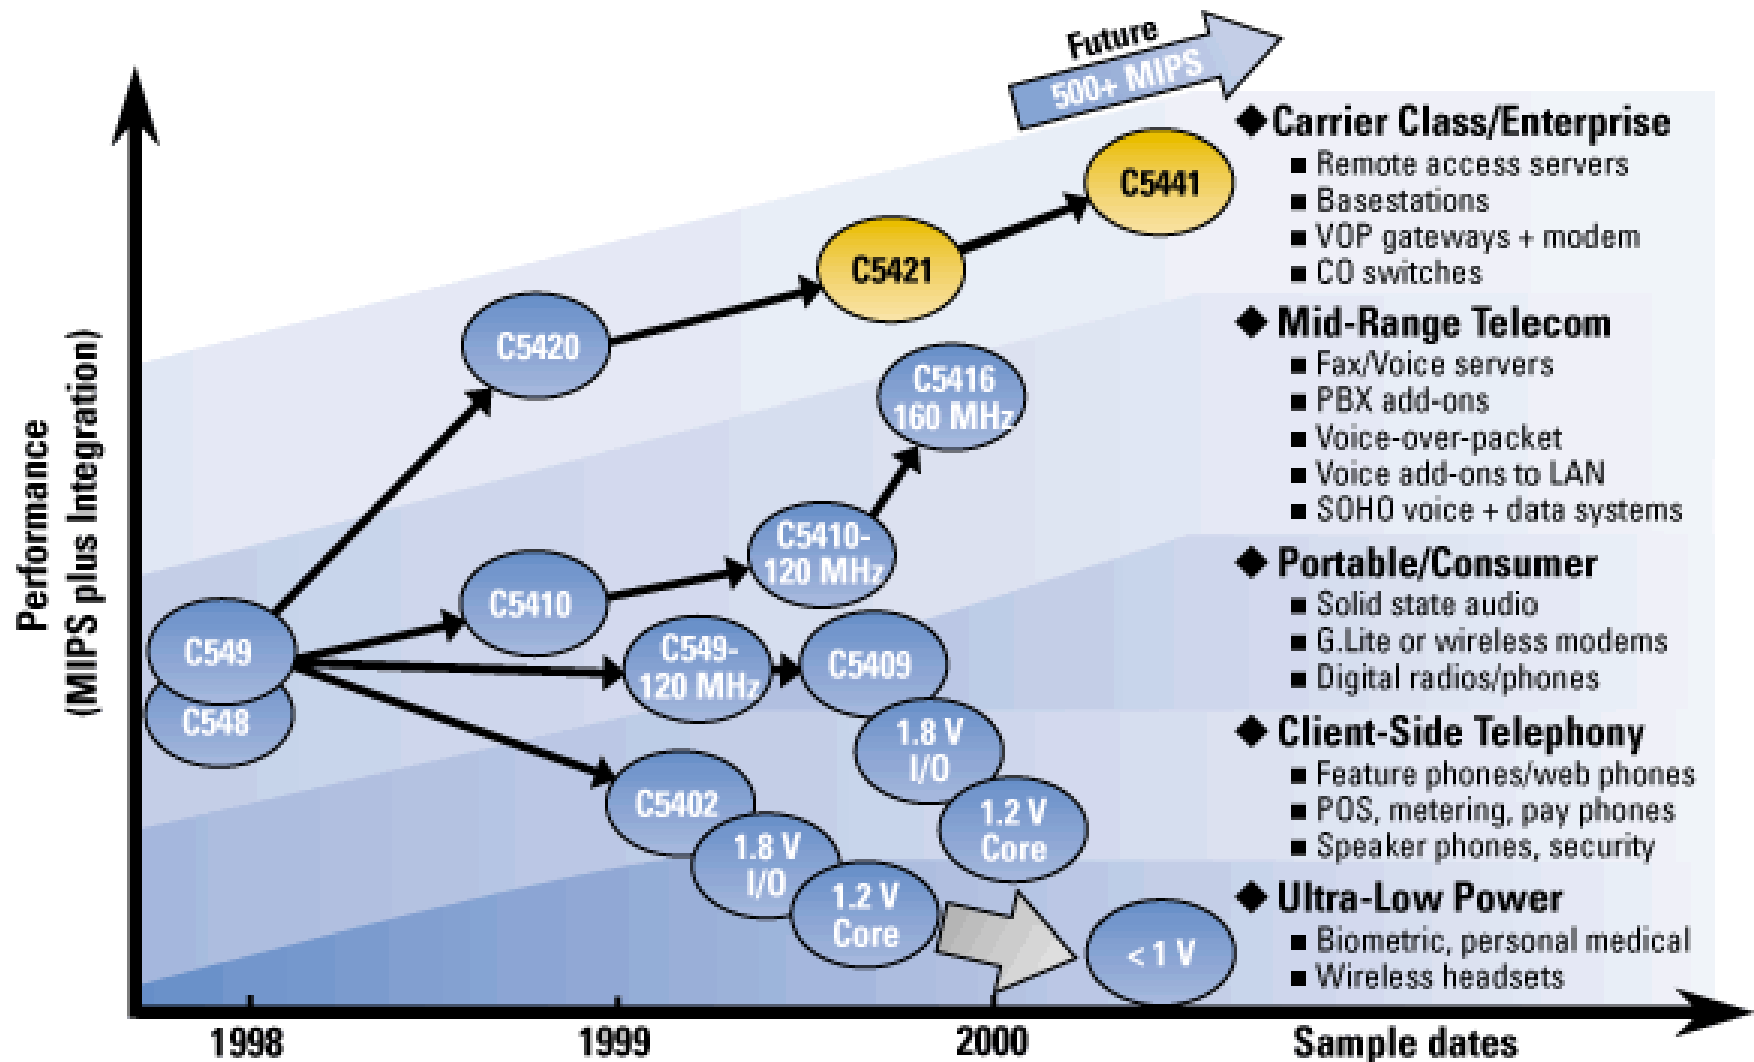 Future
500+ MIPS
Performance
(MIPS plus Integration)
C5441
C5421
C5420
C5416
160 MHz
C5410-
120 MHz
C5410
C549
C548
C549-
120 MHz
C5409
1.8 V
I/O
1.2 V
Core
C5402
1.8 V
I/O
1.2 V
Core
< 1 V
◆ Carrier Class/Enterprise
■ Remote access servers
■ Basestations
■ VOP gateways + modem
■ CO switches
◆ Mid-Range Telecom
■ Fax/Voice servers
■ PBX add-ons
■ Voice-over-packet
■ Voice add-ons to LAN
■ SOHO voice + data systems
◆ Portable/Consumer
■ Solid state audio
■ G.Lite or wireless modems
■ Digital radios/phones
◆ Client-Side Telephony
■ Feature phones/web phones
■ POS, metering, pay phones
■ Speaker phones, security
◆ Ultra-Low Power
■ Biometric, personal medical
■ Wireless headsets
1998 1999 2000 Sample dates